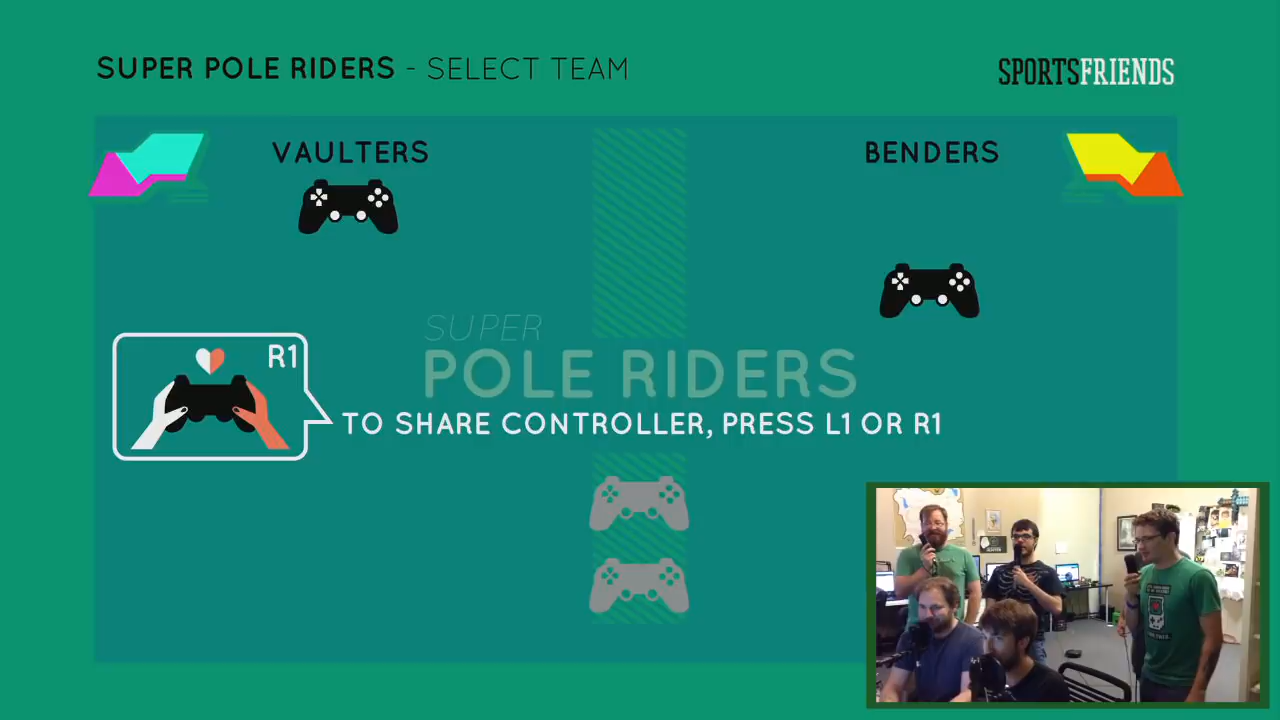 SUPER POLE RIDERS - SELECT TEAM
SPORTSFRIENDS
VAULTERS
BENDERS
SUPER
POLE RIDERS
R1
TO SHARE CONTROLLER, PRESS L1 OR R1